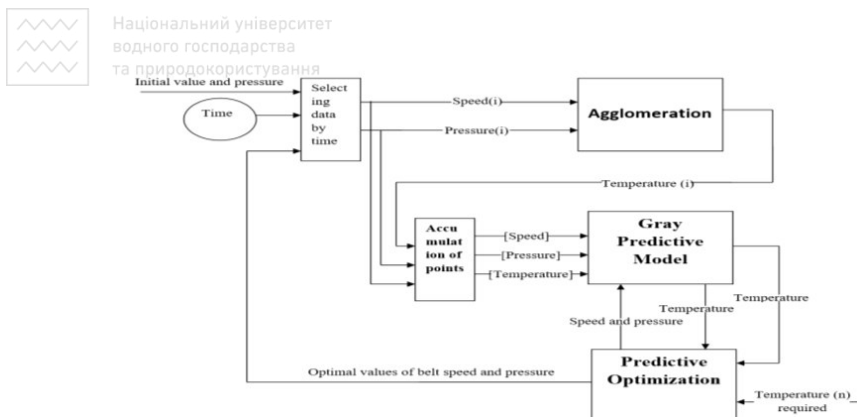 Національний університет
водного господарства
та природокористування
Initial value and pressure
Time
Select
ing
data
by
time
Speed(i)
Pressure(i)
Agglomeration
Temperature (i)
Accu
mulat
ion of
points
[Speed]
[Pressure]
[Temperature]
Gray
Predictive
Model
Temperature
Temperature
Speed and pressure
Optimal values of belt speed and pressure
Predictive
Optimization
Temperature (n)
required